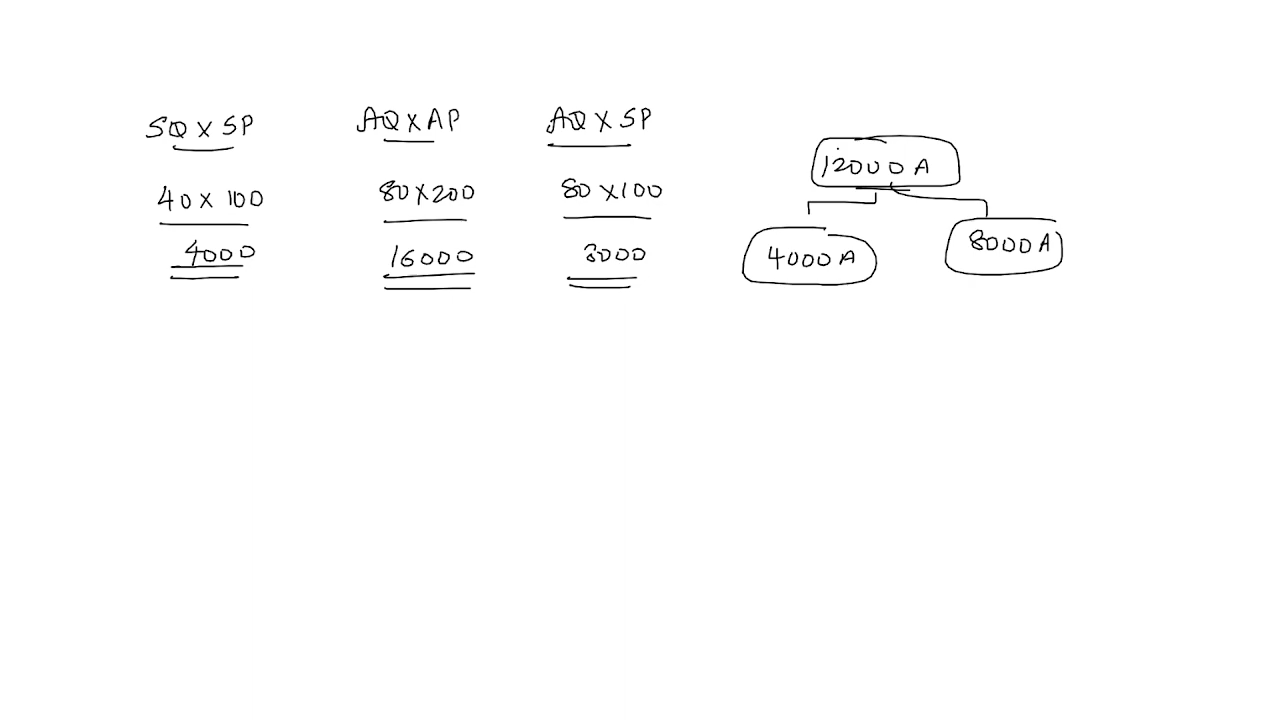 SQ x SP
AQ x AP
AQ x SP
40 x 100
80 x 200
80 x 100
4000
16000
8000
12000 A
4000 A
8000 A